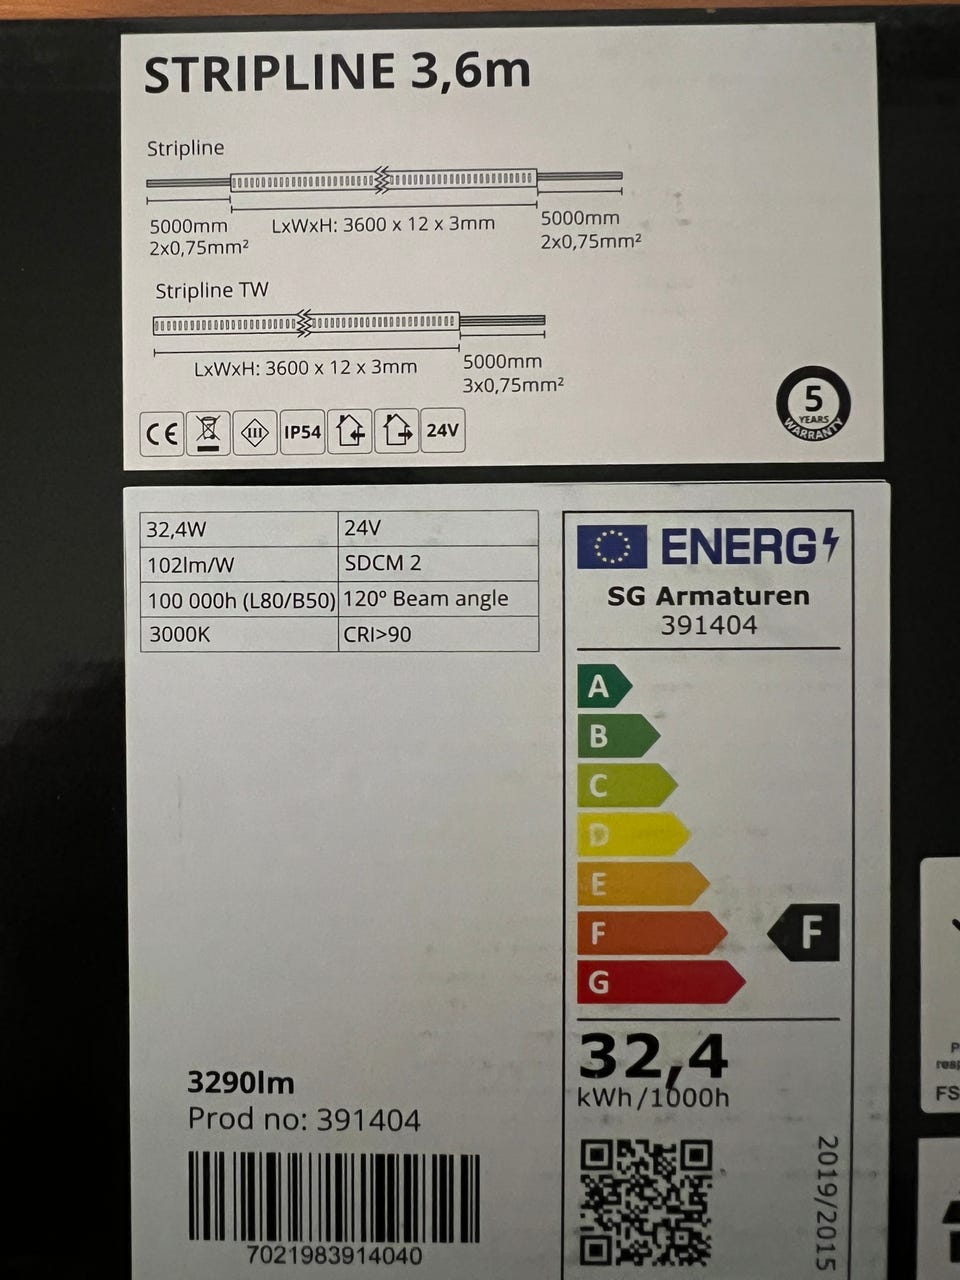 STRIPLINE 3,6m
Stripline
5000mm
2x0,75mm²
LxWxH: 3600 x 12 x 3mm
5000mm
2x0,75mm²
Stripline TW
LxWxH: 3600 x 12 x 3mm
5000mm
3x0,75mm²
CE
III
IP54
24V
5
YEARS
WARRANTY
32,4W 24V
102lm/W SDCM 2
100 000h (L80/B50) 120° Beam angle
3000K CRI>90
3290lm
Prod no: 391404
7021983914040
ENERG
SG Armaturen
391404
A
B
C
D
E
F
F
G
32,4
kWh/1000h
2019/2015
FS